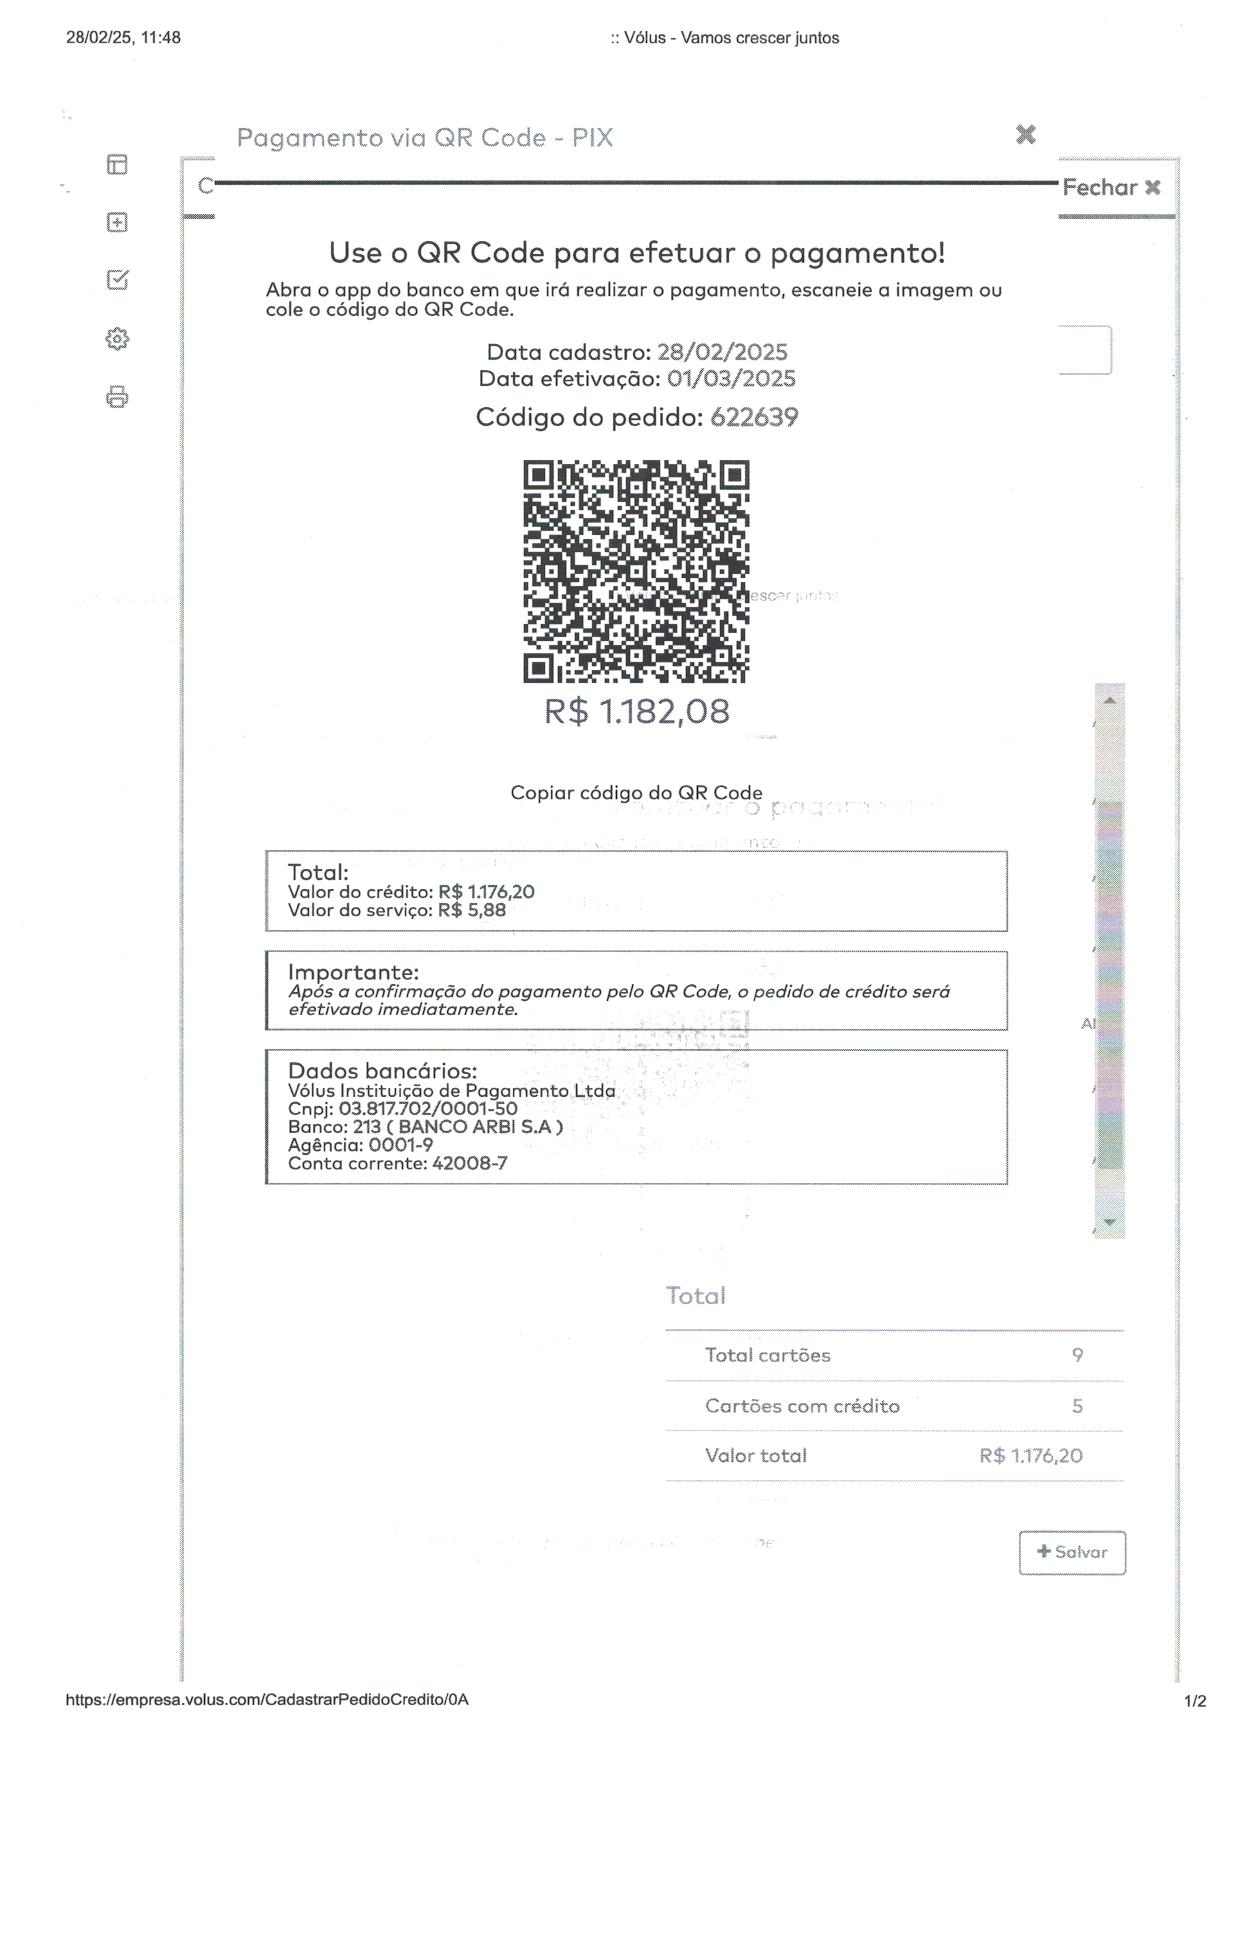 28/02/25, 11:48
:: Vólus - Vamos crescer juntos
Pagamento via QR Code - PIX
C
Fechar
Use o QR Code para efetuar o pagamento!
Abra o app do banco em que irá realizar o pagamento, escaneie a imagem ou
cole o código do QR Code.
Data cadastro: 28/02/2025
Data efetivação: 01/03/2025
Código do pedido: 622639
escer juntos
R$ 1.182,08
Copiar código do QR Code
o pagamento
Total:
Valor do crédito: R$ 1.176,20
Valor do serviço: R$ 5,88
Importante:
Após a confirmação do pagamento pelo QR Code, o pedido de crédito será
efetivado imediatamente.
Al
Dados bancários:
Vólus Instituição de Pagamento Ltda
Cnpj: 03.817.702/0001-50
Banco: 213 ( BANCO ARBI S.A )
Agência: 0001-9
Conta corrente: 42008-7
Total
Total cartões 9
Cartões com crédito 5
Valor total R$ 1.176,20
+ Salvar
https://empresa.volus.com/CadastrarPedidoCredito/0A
1/2